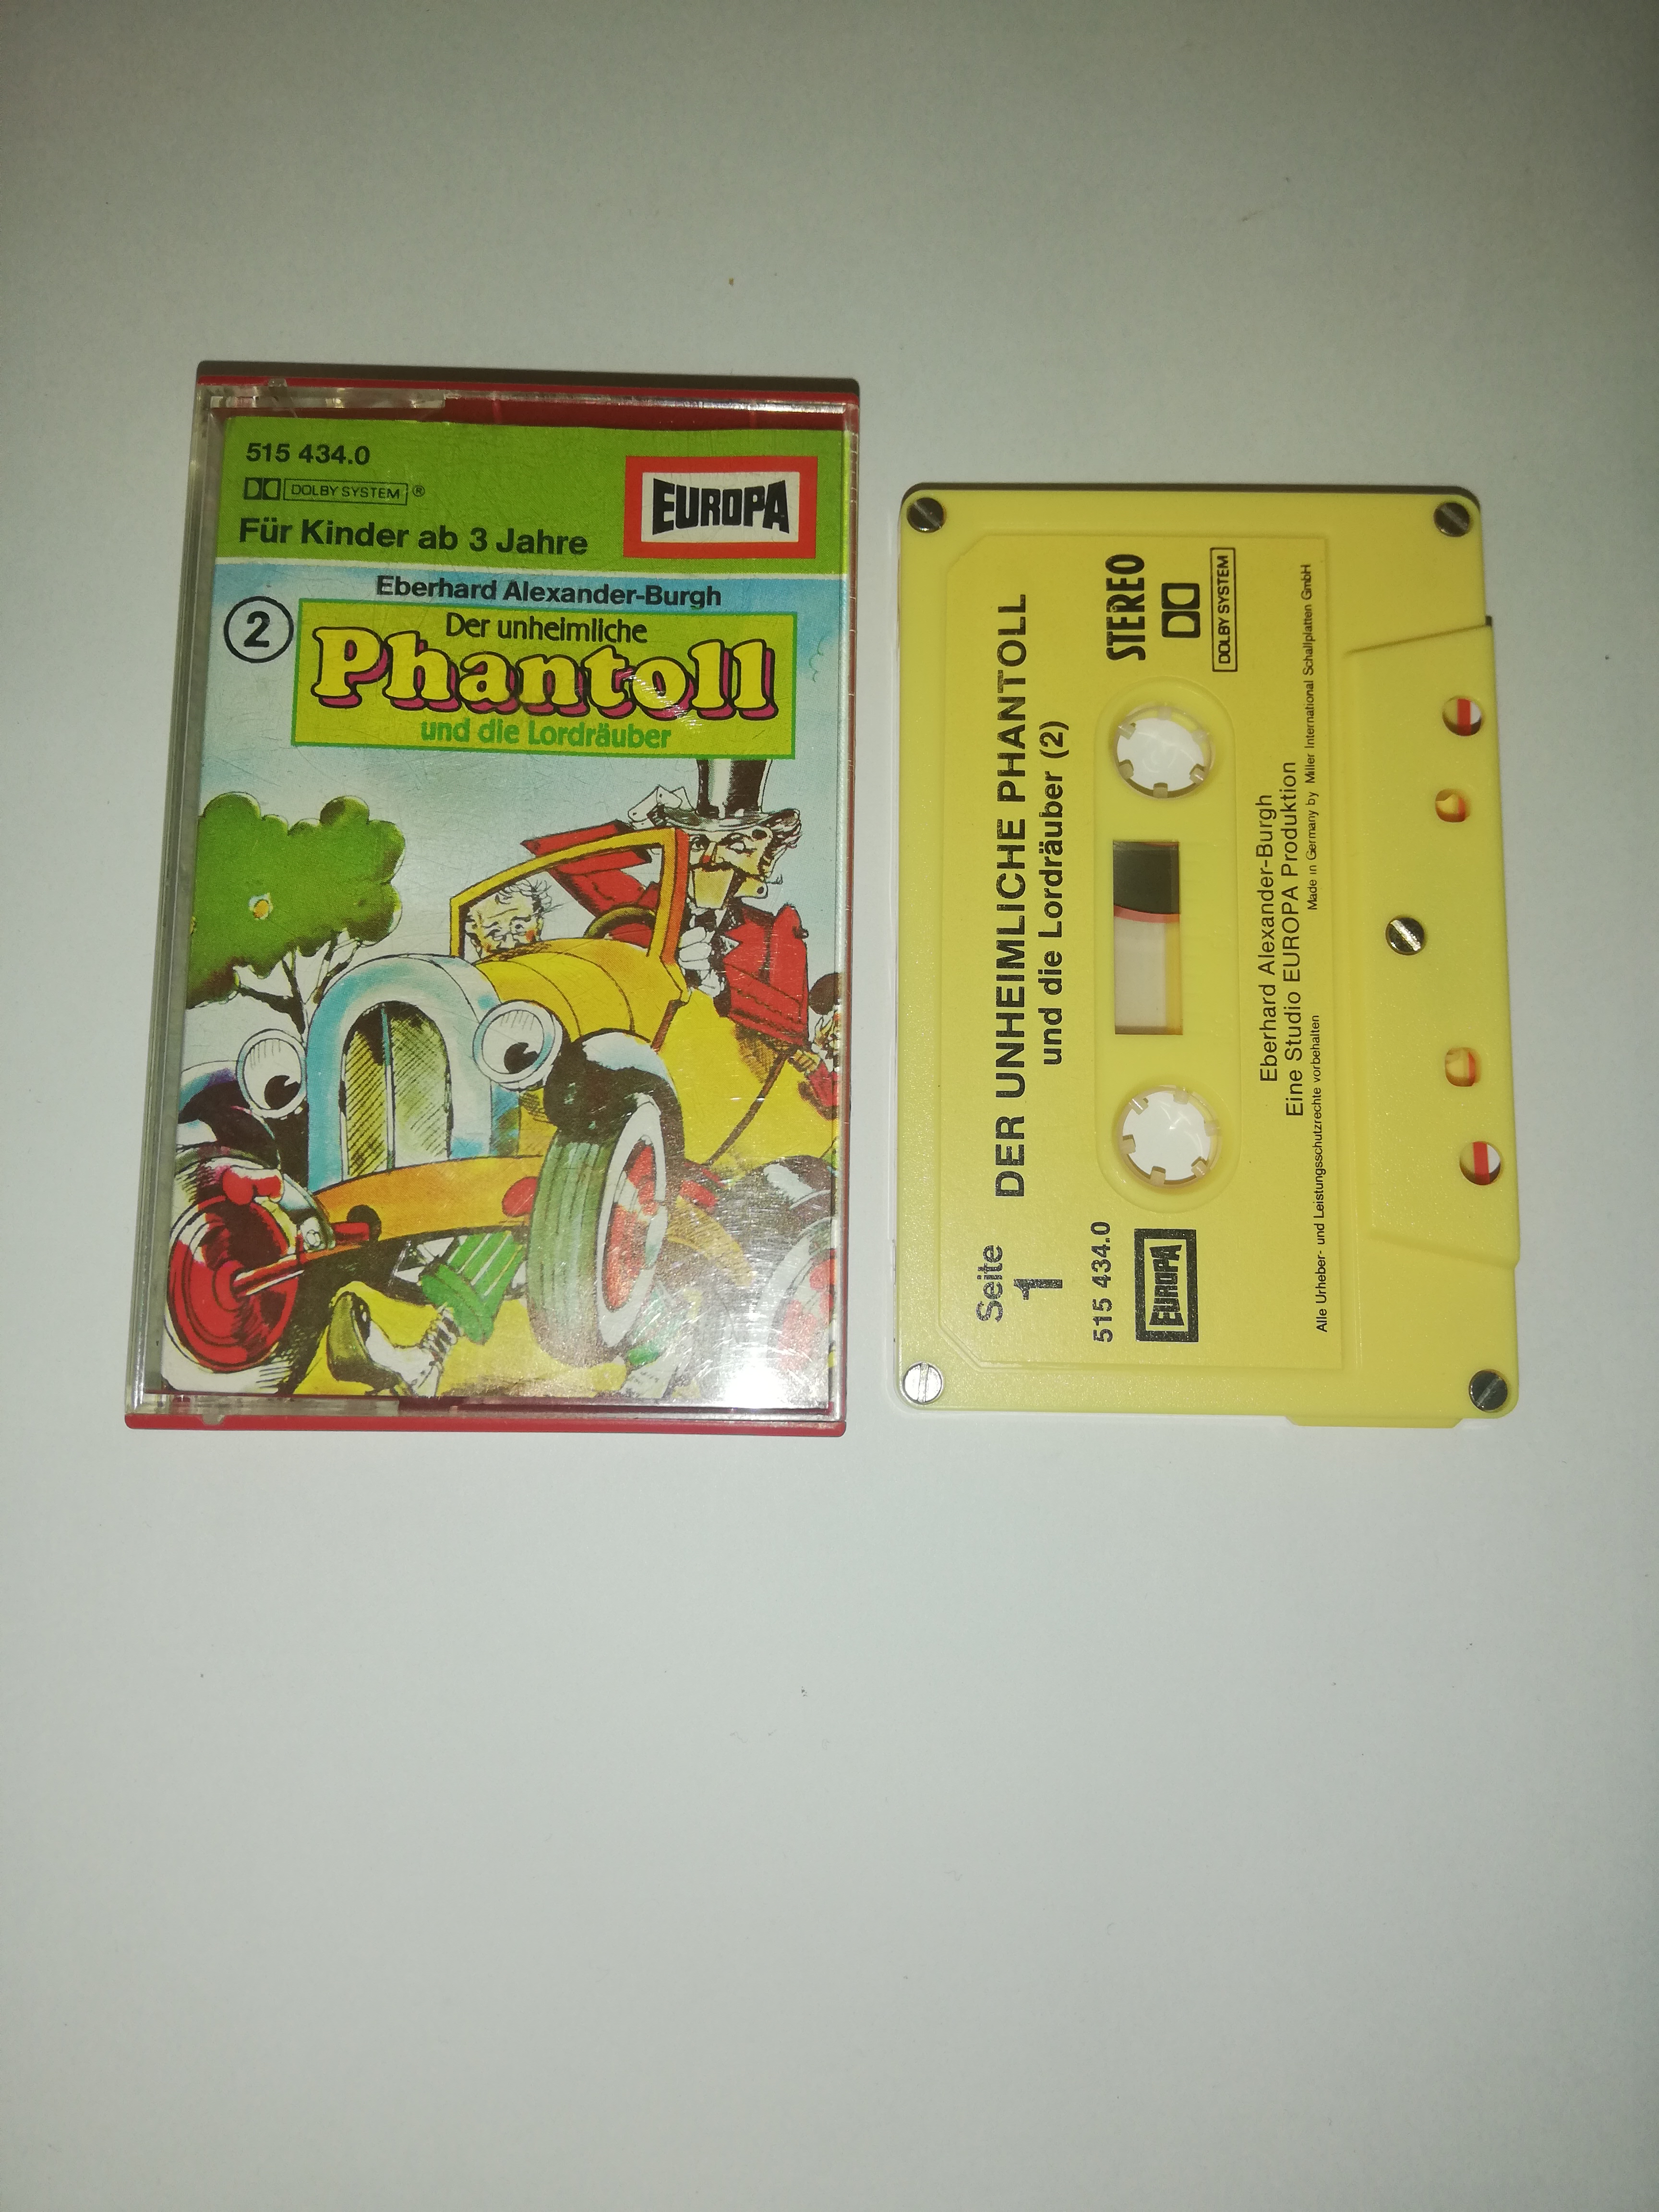 515 434.0
DOLBY SYSTEM ®
Für Kinder ab 3 Jahre
EUROPA
Eberhard Alexander-Burgh
2
Der unheimliche
Phantoll
und die Lordräuber
Seite
1
DER UNHEIMLICHE PHANTOLL
und die Lordräuber (2)
515 434.0
EUROPA
STEREO
DOLBY SYSTEM
Eberhard Alexander-Burgh
Eine Studio EUROPA Produktion
Alle Urheber- und Leistungsschutzrechte vorbehalten
Made in Germany by Miller International Schallplatten GmbH